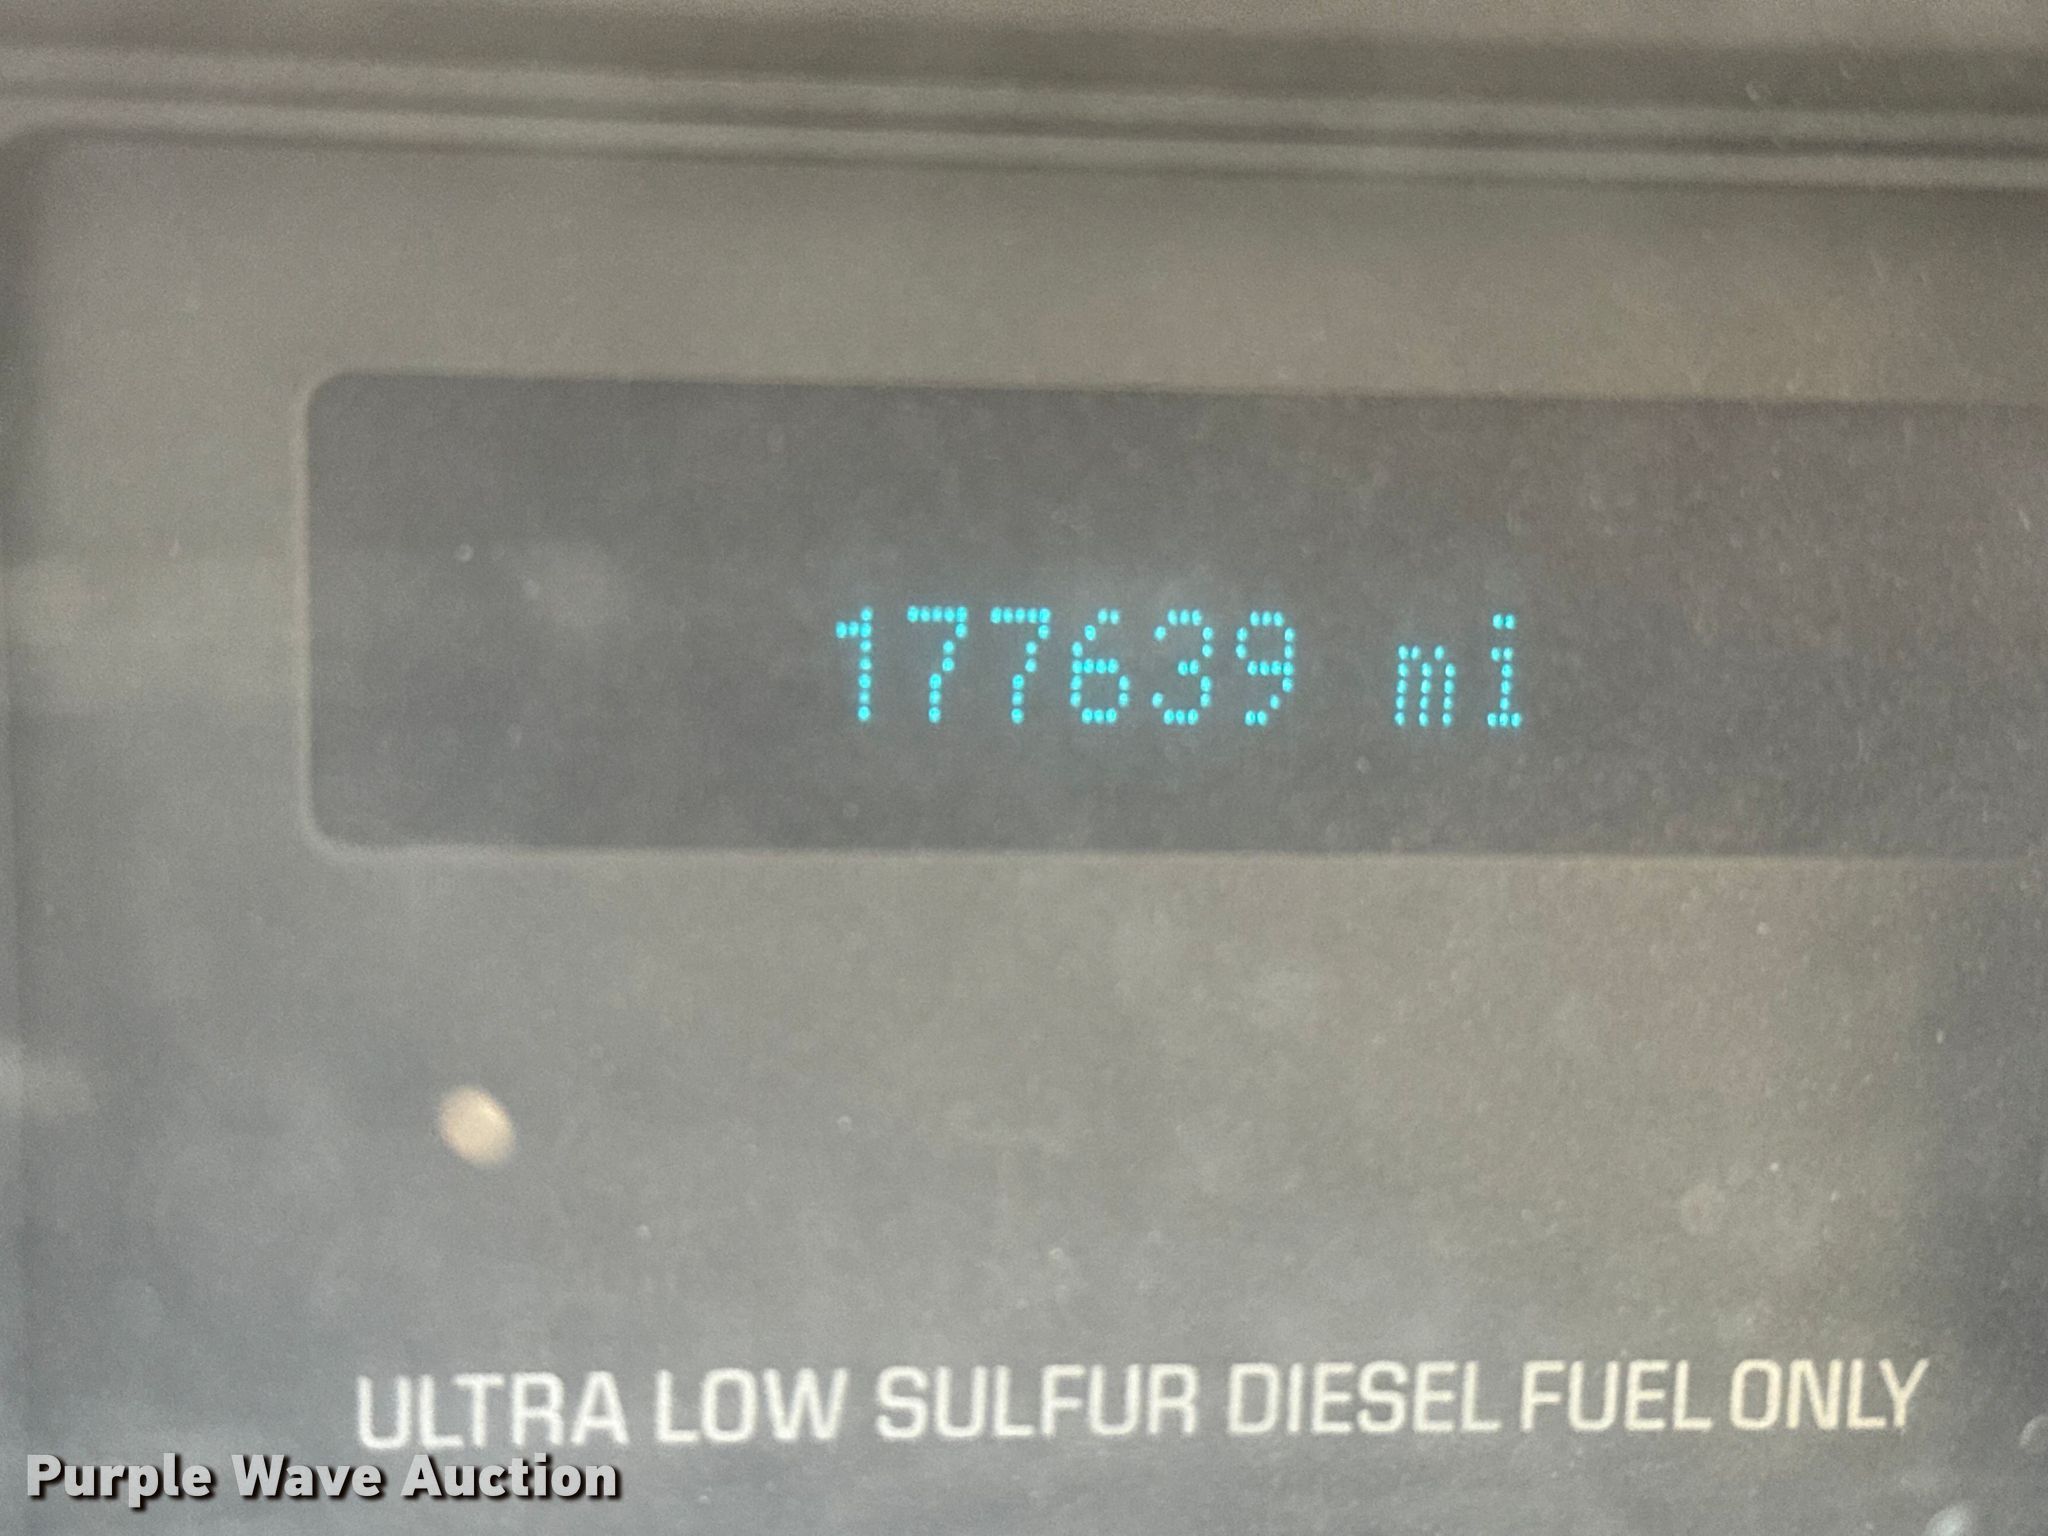 177639 mi
ULTRA LOW SULFUR DIESEL FUEL ONLY
Purple Wave Auction